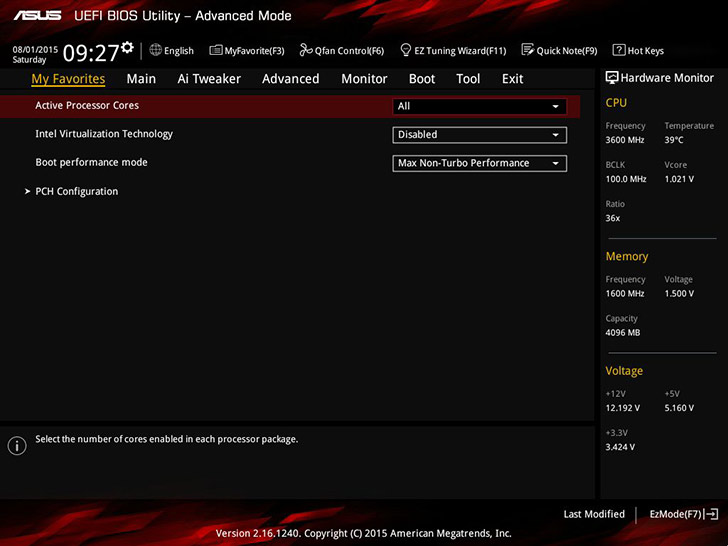 ASUS UEFI BIOS Utility – Advanced Mode
08/01/2015 Saturday 09:27 English MyFavorite(F3) Qfan Control(F6) EZ Tuning Wizard(F11) Quick Note(F9) ? Hot Keys
My Favorites Main Ai Tweaker Advanced Monitor Boot Tool Exit
Active Processor Cores All
Intel Virtualization Technology Disabled
Boot performance mode Max Non-Turbo Performance
> PCH Configuration
Hardware Monitor
CPU
Frequency Temperature
3600 MHz 39°C
BCLK Vcore
100.0 MHz 1.021 V
Ratio
36x
Memory
Frequency Voltage
1600 MHz 1.500 V
Capacity
4096 MB
Voltage
+12V +5V
12.192 V 5.160 V
+3.3V
3.424 V
i Select the number of cores enabled in each processor package.
Last Modified EzMode(F7)
Version 2.16.1240. Copyright (C) 2015 American Megatrends, Inc.